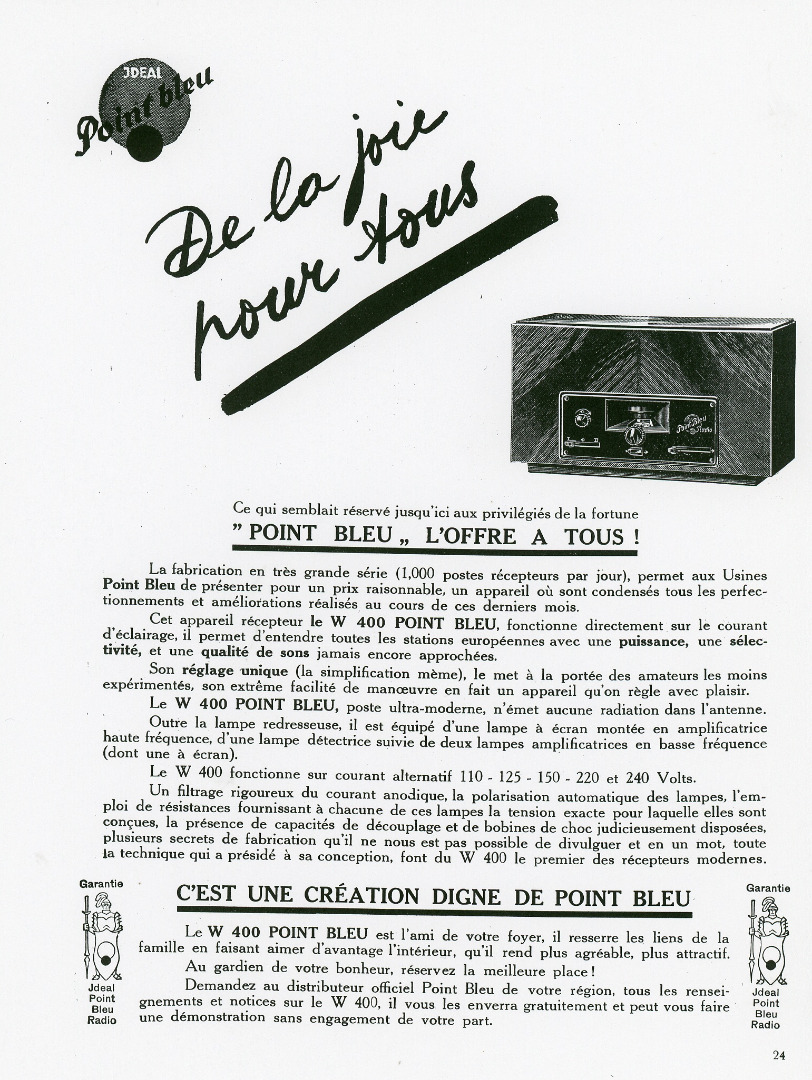 JDEAL
Point bleu
De la joie
pour tous
Point Bleu
Studio
Ce qui semblait réservé jusqu'ici aux privilégiés de la fortune
” POINT BLEU „ L'OFFRE A TOUS !
La fabrication en très grande série (1,000 postes récepteurs par jour), permet aux Usines
Point Bleu de présenter pour un prix raisonnable, un appareil où sont condensés tous les perfec-
tionnements et améliorations réalisés au cours de ces derniers mois.
Cet appareil récepteur le W 400 POINT BLEU, fonctionne directement sur le courant
d'éclairage, il permet d'entendre toutes les stations européennes avec une puissance, une sélec-
tivité, et une qualité de sons jamais encore approchées.
Son réglage unique (la simplification mème), le met à la portée des amateurs les moins
expérimentés, son extrême facilité de manœuvre en fait un appareil qu'on règle avec plaisir.
Le W 400 POINT BLEU, poste ultra-moderne, n'émet aucune radiation dans l'antenne.
Outre la lampe redresseuse, il est équipé d'une lampe à écran montée en amplificatrice
haute fréquence, d'une lampe détectrice suivie de deux lampes amplificatrices en basse fréquence
(dont une à écran).
Le W 400 fonctionne sur courant alternatif 110 - 125 - 150 - 220 et 240 Volts.
Un filtrage rigoureux du courant anodique, la polarisation automatique des lampes, l'em-
ploi de résistances fournissant à chacune de ces lampes la tension exacte pour laquelle elles sont
conçues, la présence de capacités de découplage et de bobines de choc judicieusement disposées,
plusieurs secrets de fabrication qu'il ne nous est pas possible de divulguer et en un mot, toute
la technique qui a présidé à sa conception, font du W 400 le premier des récepteurs modernes.
C'EST UNE CRÉATION DIGNE DE POINT BLEU
Garantie
Jdeal
Point
Bleu
Radio
Le W 400 POINT BLEU est l'ami de votre foyer, il resserre les liens de la
famille en faisant aimer d'avantage l'intérieur, qu'il rend plus agréable, plus attractif.
Au gardien de votre bonheur, réservez la meilleure place !
Demandez au distributeur officiel Point Bleu de votre région, tous les rensei-
gnements et notices sur le W 400, il vous les enverra gratuitement et peut vous faire
une démonstration sans engagement de votre part.
Garantie
Jdeal
Point
Bleu
Radio
24